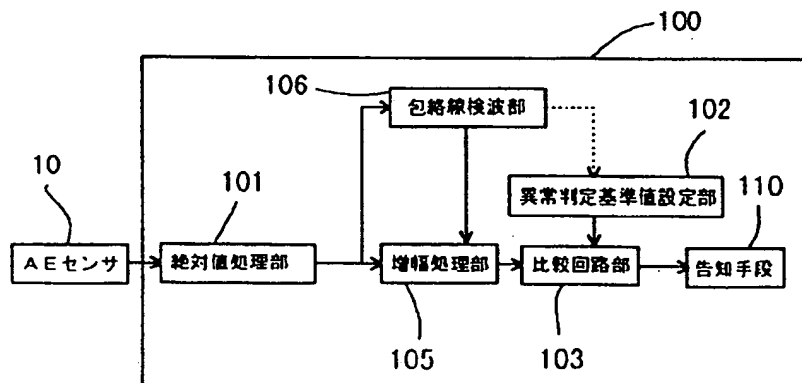 100
106
包絡線検波部
102
10
101
異常判定基準値設定部
110
AEセンサ
絶対値処理部
増幅処理部
比較回路部
告知手段
105
103